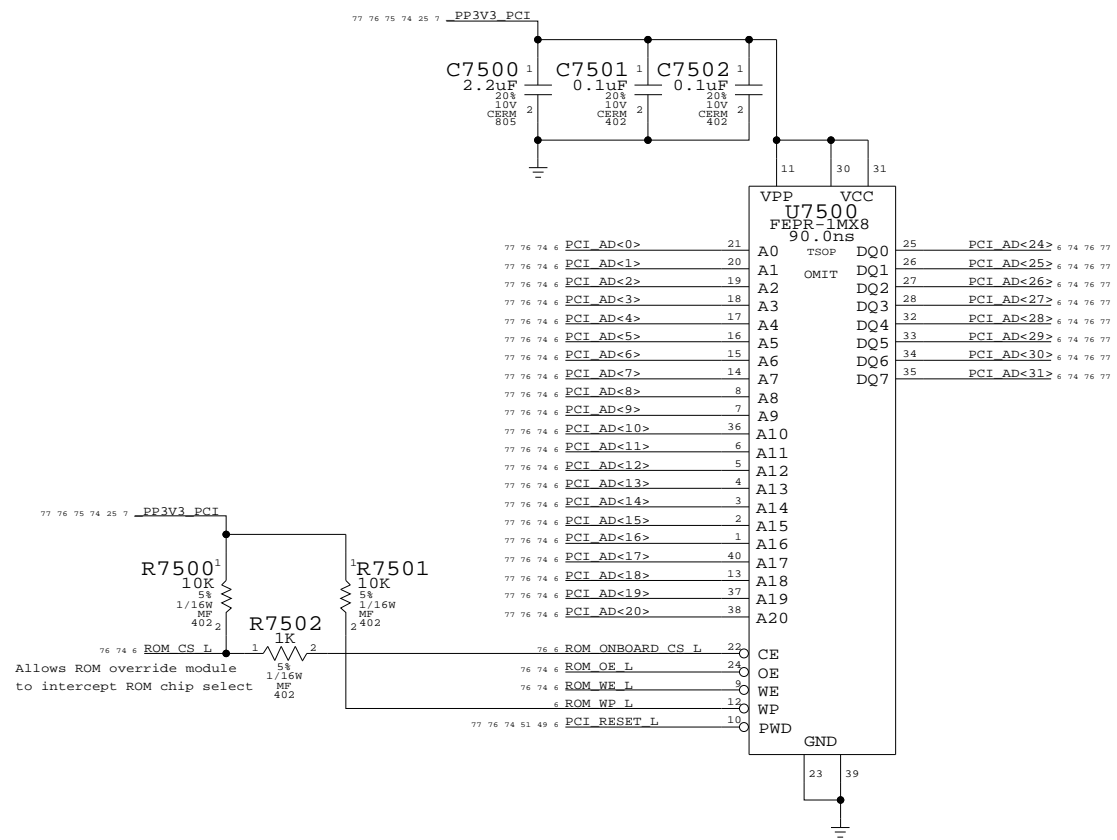 77 76 75 74 25 7 _PP3V3_PCI
C7500 1
2.2uF
20%
10V 2
CERM
805
C7501 1
0.1uF
20%
10V 2
CERM
402
C7502 1
0.1uF
20%
10V 2
CERM
402
11 30 31
VPP VCC
U7500
FEPR-1MX8
90.0ns
TSOP
OMIT
77 76 74 6 PCI_AD<0> 21 A0 DQ0 25 PCI_AD<24> 6 74 76 77
77 76 74 6 PCI_AD<1> 20 A1 DQ1 26 PCI_AD<25> 6 74 76 77
77 76 74 6 PCI_AD<2> 19 A2 DQ2 27 PCI_AD<26> 6 74 76 77
77 76 74 6 PCI_AD<3> 18 A3 DQ3 28 PCI_AD<27> 6 74 76 77
77 76 74 6 PCI_AD<4> 17 A4 DQ4 32 PCI_AD<28> 6 74 76 77
77 76 74 6 PCI_AD<5> 16 A5 DQ5 33 PCI_AD<29> 6 74 76 77
77 76 74 6 PCI_AD<6> 15 A6 DQ6 34 PCI_AD<30> 6 74 76 77
77 76 74 6 PCI_AD<7> 14 A7 DQ7 35 PCI_AD<31> 6 74 76 77
77 76 74 6 PCI_AD<8> 8 A8
77 76 74 6 PCI_AD<9> 7 A9
77 76 74 6 PCI_AD<10> 36 A10
77 76 74 6 PCI_AD<11> 6 A11
77 76 74 6 PCI_AD<12> 5 A12
77 76 74 6 PCI_AD<13> 4 A13
77 76 74 6 PCI_AD<14> 3 A14
77 76 74 6 PCI_AD<15> 2 A15
77 76 74 6 PCI_AD<16> 1 A16
77 76 74 6 PCI_AD<17> 40 A17
77 76 74 6 PCI_AD<18> 13 A18
77 76 74 6 PCI_AD<19> 37 A19
77 76 74 6 PCI_AD<20> 38 A20
77 76 75 74 25 7 _PP3V3_PCI
R7500 1
10K
5%
1/16W
MF
402 2
1 R7501
10K
5%
1/16W
MF
2 402
R7502
1 1K 2
5%
1/16W
MF
402
76 74 6 ROM_CS_L
Allows ROM override module
to intercept ROM chip select
76 6 ROM_ONBOARD_CS_L 22 CE
76 74 6 ROM_OE_L 24 OE
76 74 6 ROM_WE_L 9 WE
6 ROM_WP_L 12 WP
77 76 74 51 49 6 PCI_RESET_L 10 PWD
GND
23 39